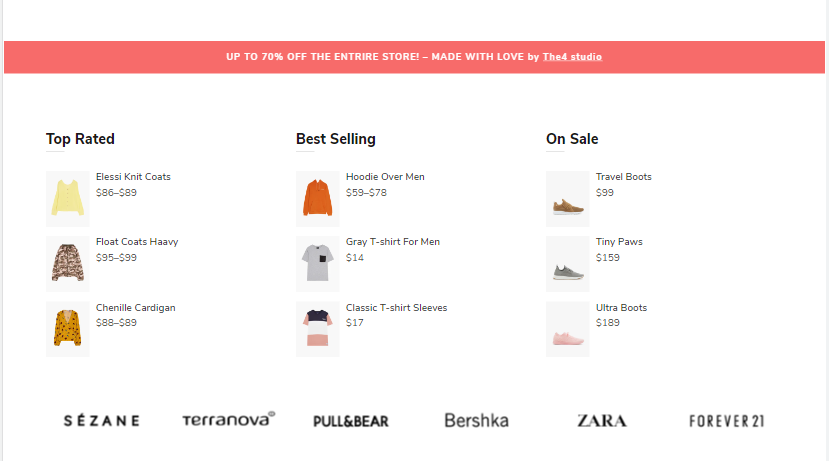 UP TO 70% OFF THE ENTRIRE STORE! – MADE WITH LOVE by The4 studio
Top Rated
Elessi Knit Coats
$86–$89
Float Coats Haavy
$95–$99
Chenille Cardigan
$88–$89
Best Selling
Hoodie Over Men
$59–$78
Gray T-shirt For Men
$14
Classic T-shirt Sleeves
$17
On Sale
Travel Boots
$99
Tiny Paws
$159
Ultra Boots
$189
SÉZANE
Terranova®
PULL&BEAR
Bershka
ZARA
FOREVER 21